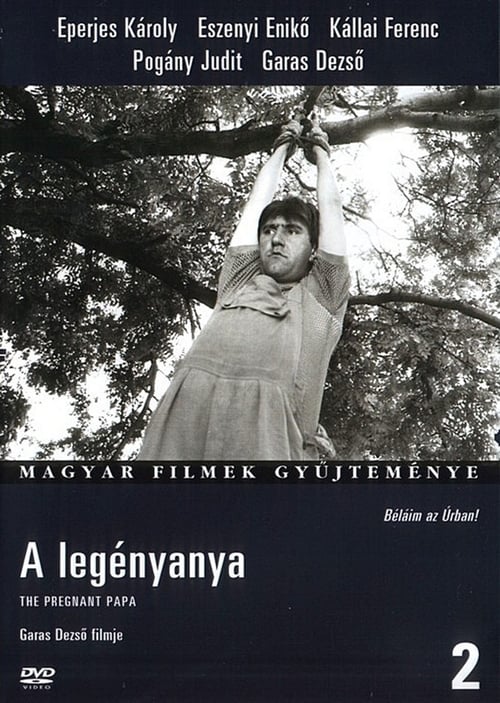 Eperjes Károly Eszenyi Enikő Kállai Ferenc
Pogány Judit Garas Dezső
MAGYAR FILMEK GYŰJTEMÉNYE
Béláim az Úrban!
A legényanya
THE PREGNANT PAPA
Garas Dezső filmje
2
DVD
VIDEO